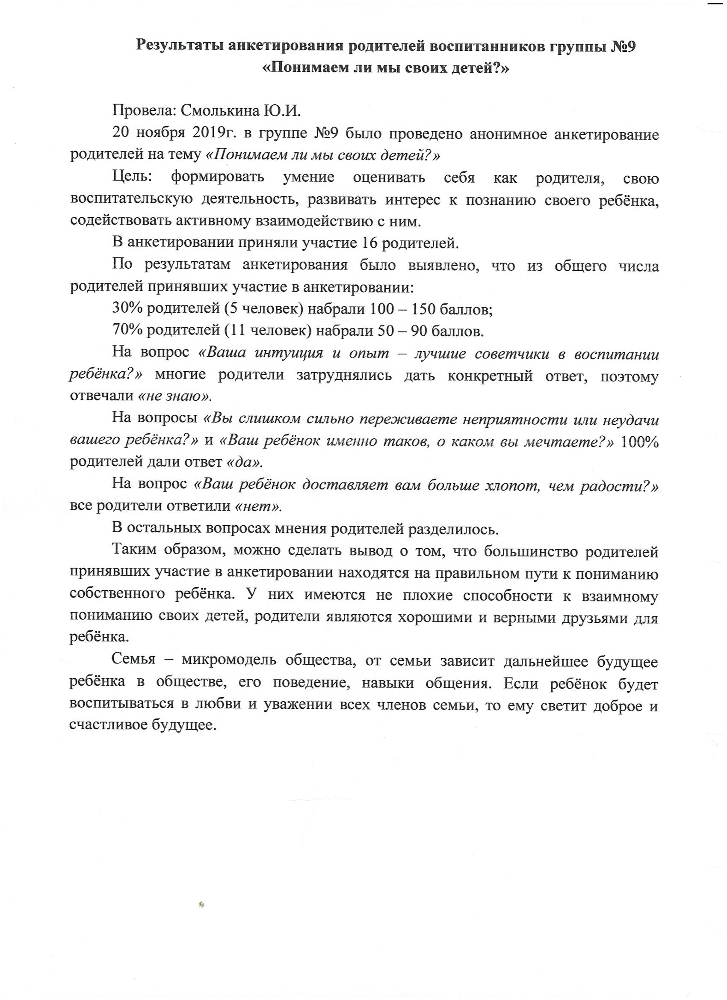 Результаты анкетирования родителей воспитанников группы №9
«Понимаем ли мы своих детей?»
Провела: Смолькина Ю.И.
20 ноября 2019г. в группе №9 было проведено анонимное анкетирование
родителей на тему «Понимаем ли мы своих детей?»
Цель: формировать умение оценивать себя как родителя, свою
воспитательскую деятельность, развивать интерес к познанию своего ребёнка,
содействовать активному взаимодействию с ним.
В анкетировании приняли участие 16 родителей.
По результатам анкетирования было выявлено, что из общего числа
родителей принявших участие в анкетировании:
30% родителей (5 человек) набрали 100 – 150 баллов;
70% родителей (11 человек) набрали 50 – 90 баллов.
На вопрос «Ваша интуиция и опыт – лучшие советчики в воспитании
ребёнка?» многие родители затруднялись дать конкретный ответ, поэтому
отвечали «не знаю».
На вопросы «Вы слишком сильно переживаете неприятности или неудачи
вашего ребёнка?» и «Ваш ребёнок именно таков, о каком вы мечтаете?» 100%
родителей дали ответ «да».
На вопрос «Ваш ребёнок доставляет вам больше хлопот, чем радости?»
все родители ответили «нет».
В остальных вопросах мнения родителей разделилось.
Таким образом, можно сделать вывод о том, что большинство родителей
принявших участие в анкетировании находятся на правильном пути к пониманию
собственного ребёнка. У них имеются не плохие способности к взаимному
пониманию своих детей, родители являются хорошими и верными друзьями для
ребёнка.
Семья – микромодель общества, от семьи зависит дальнейшее будущее
ребёнка в обществе, его поведение, навыки общения. Если ребёнок будет
воспитываться в любви и уважении всех членов семьи, то ему светит доброе и
счастливое будущее.